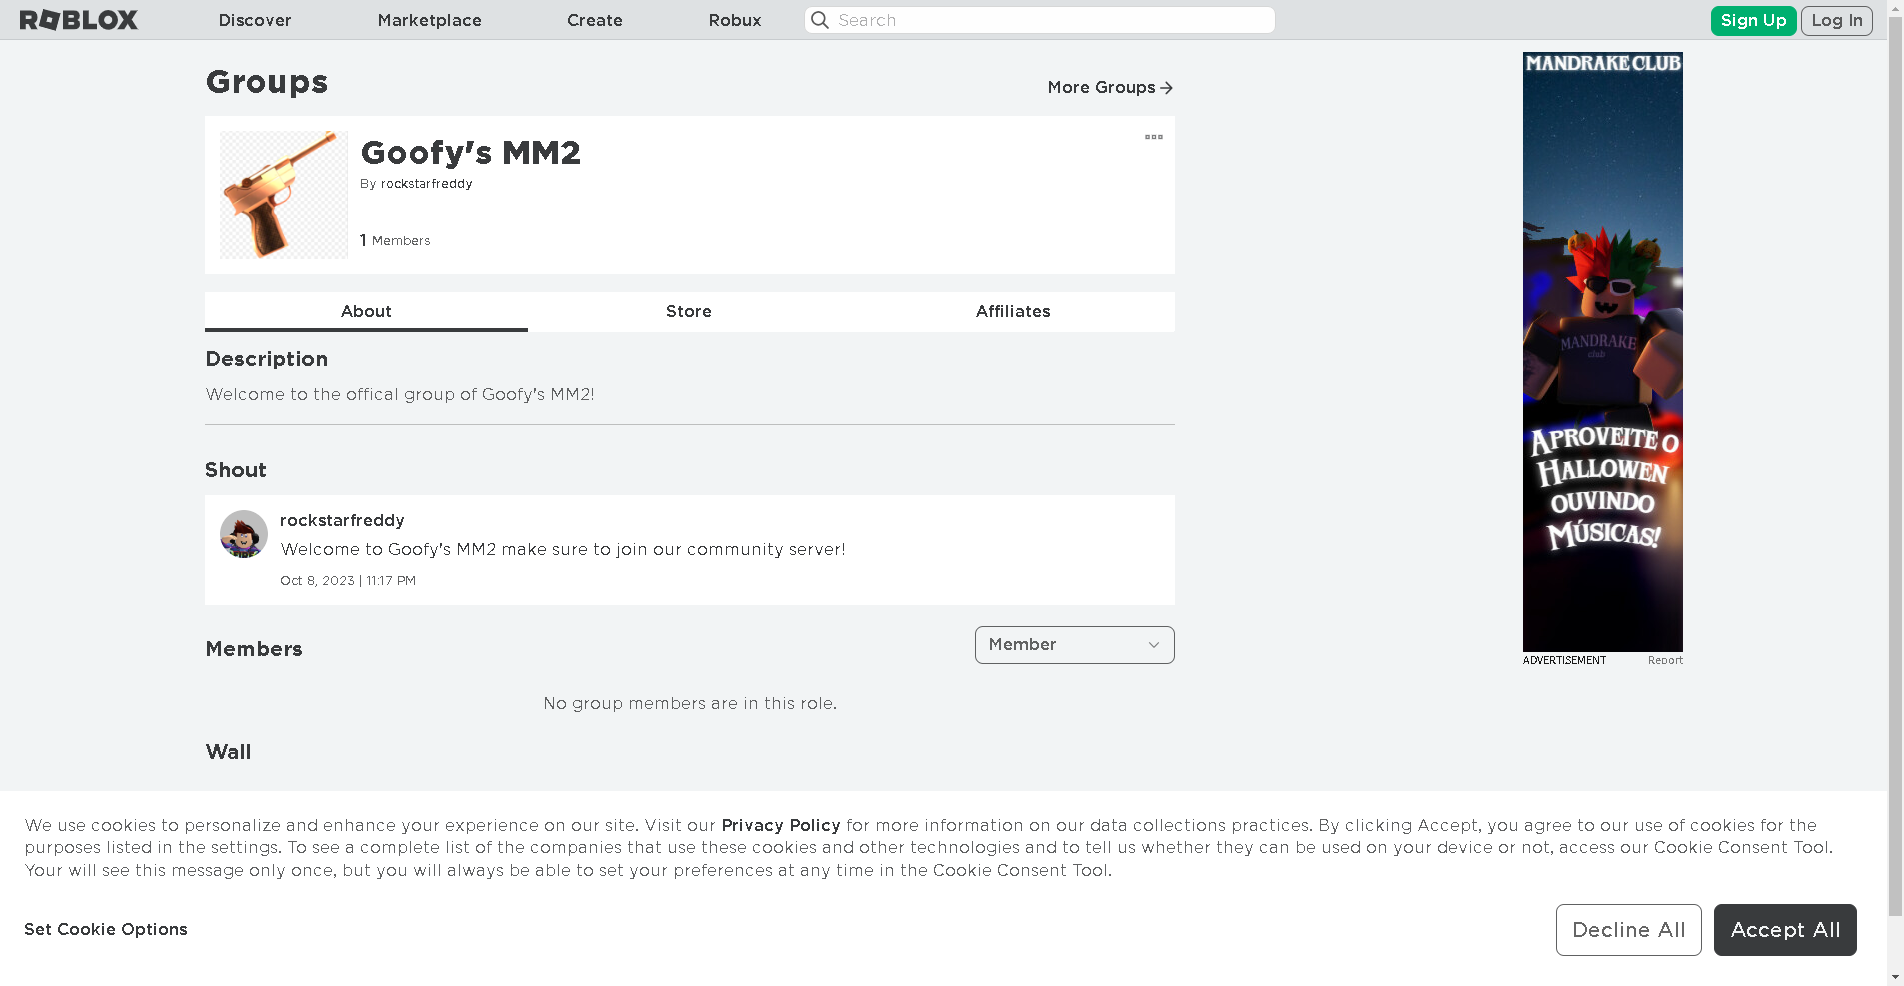 ROBLOX Discover Marketplace Create Robux Search Sign Up Log In
Groups
More Groups
Goofy's MM2
By rockstarfreddy
1 Members
About Store Affiliates
Description
Welcome to the offical group of Goofy's MM2!
Shout
rockstarfreddy
Welcome to Goofy's MM2 make sure to join our community server!
Oct 8, 2023 | 11:17 PM
Members
Member
No group members are in this role.
Wall
MANDRAKE CLUB
MANDRAKE
club
APROVEITE O
HALLOWEN
OUVINDO
MÚSICAS!
ADVERTISEMENT Report
We use cookies to personalize and enhance your experience on our site. Visit our Privacy Policy for more information on our data collections practices. By clicking Accept, you agree to our use of cookies for the
purposes listed in the settings. To see a complete list of the companies that use these cookies and other technologies and to tell us whether they can be used on your device or not, access our Cookie Consent Tool.
Your will see this message only once, but you will always be able to set your preferences at any time in the Cookie Consent Tool.
Set Cookie Options
Decline All
Accept All